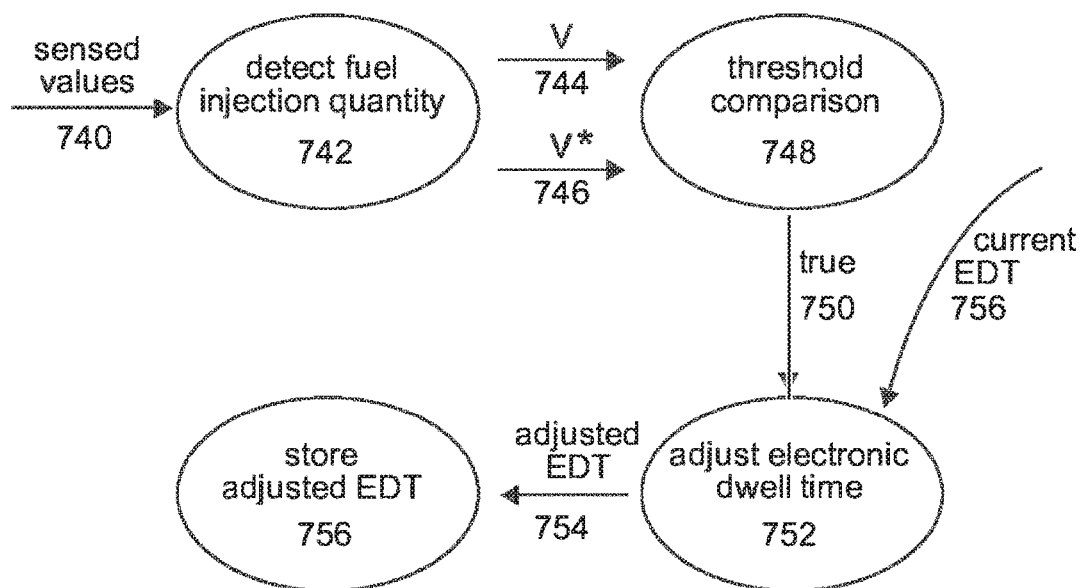 sensed
values
740
detect fuel
injection quantity
742
V
744
V*
746
threshold
comparison
748
true
750
current
EDT
756
adjust electronic
dwell time
752
adjusted
EDT
754
store
adjusted EDT
756